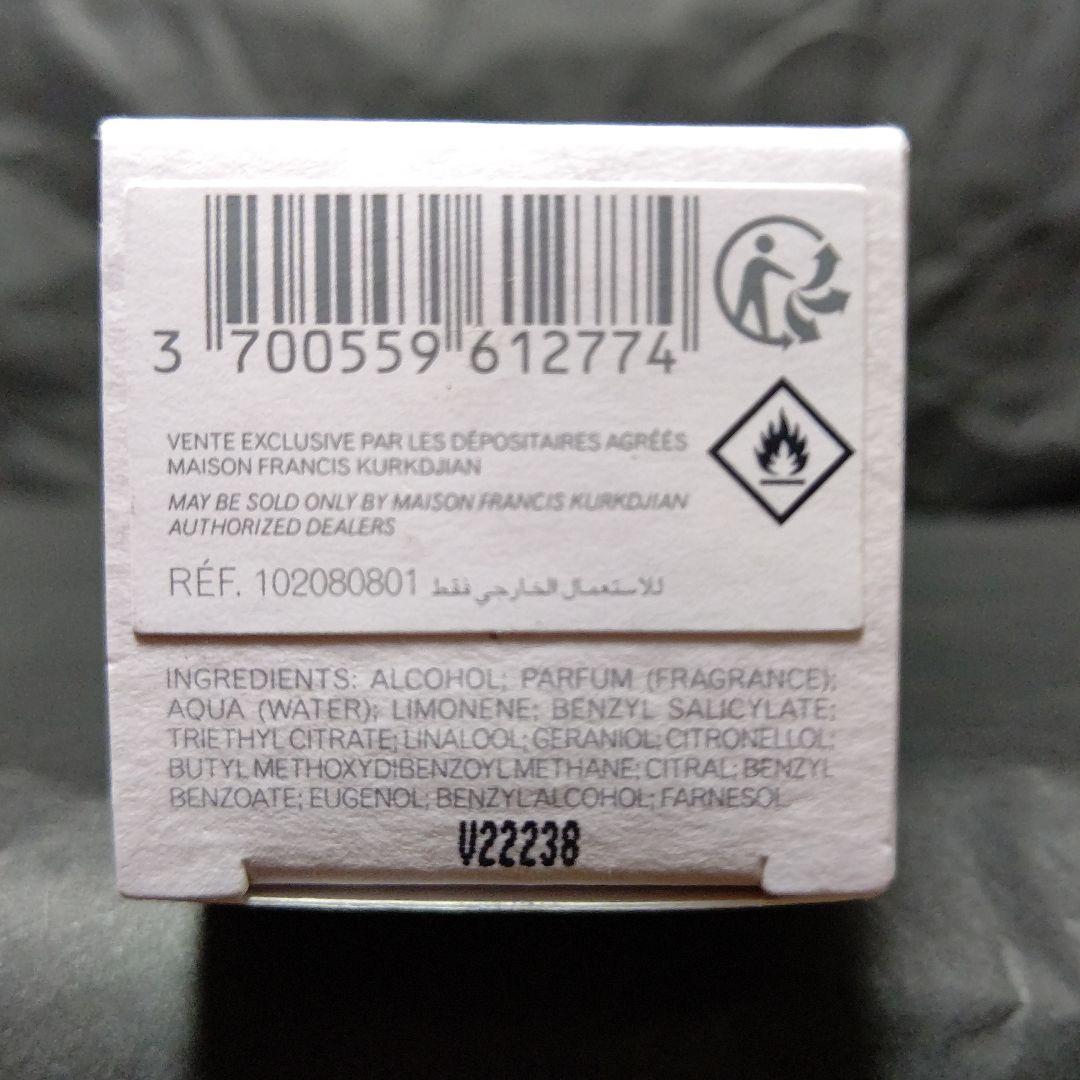 3 700559 612774
VENTE EXCLUSIVE PAR LES DÉPOSITAIRES AGRÉÉS
MAISON FRANCIS KURKDJIAN
MAY BE SOLD ONLY BY MAISON FRANCIS KURKDJIAN
AUTHORIZED DEALERS
RÉF. 102080801 للاستعمال الخارجي فقط
INGREDIENTS: ALCOHOL; PARFUM (FRAGRANCE);
AQUA (WATER); LIMONENE; BENZYL SALICYLATE;
TRIETHYL CITRATE; LINALOOL; GERANIOL; CITRONELLOL;
BUTYL METHOXYDIBENZOYLMETHANE; CITRAL; BENZYL
BENZOATE; EUGENOL; BENZYL ALCOHOL; FARNESOL.
V22238